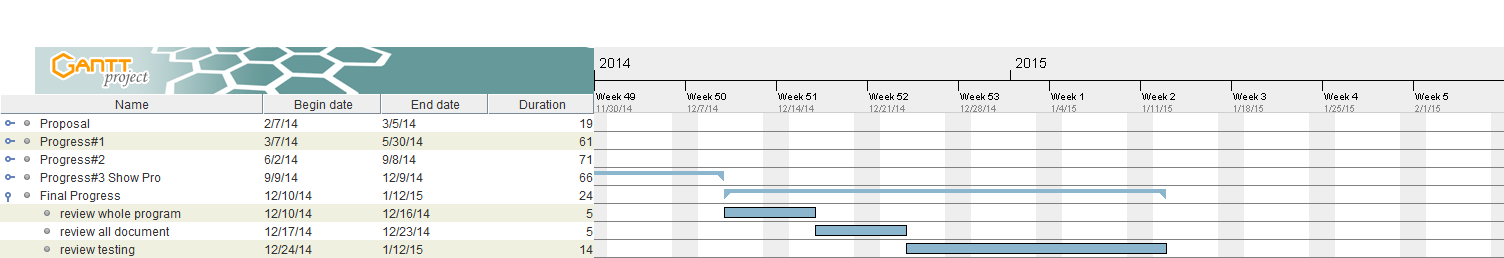 GANTT
project
2014 2015
Week 49 Week 50 Week 51 Week 52 Week 53 Week 1 Week 2 Week 3 Week 4 Week 5
Name Begin date End date Duration 11/30/14 12/7/14 12/14/14 12/21/14 12/28/14 1/4/15 1/11/15 1/18/15 1/25/15 2/1/15
Proposal 2/7/14 3/5/14 19
Progress#1 3/7/14 5/30/14 61
Progress#2 6/2/14 9/8/14 71
Progress#3 Show Pro 9/9/14 12/9/14 66
Final Progress 12/10/14 1/12/15 24
review whole program 12/10/14 12/16/14 5
review all document 12/17/14 12/23/14 5
review testing 12/24/14 1/12/15 14